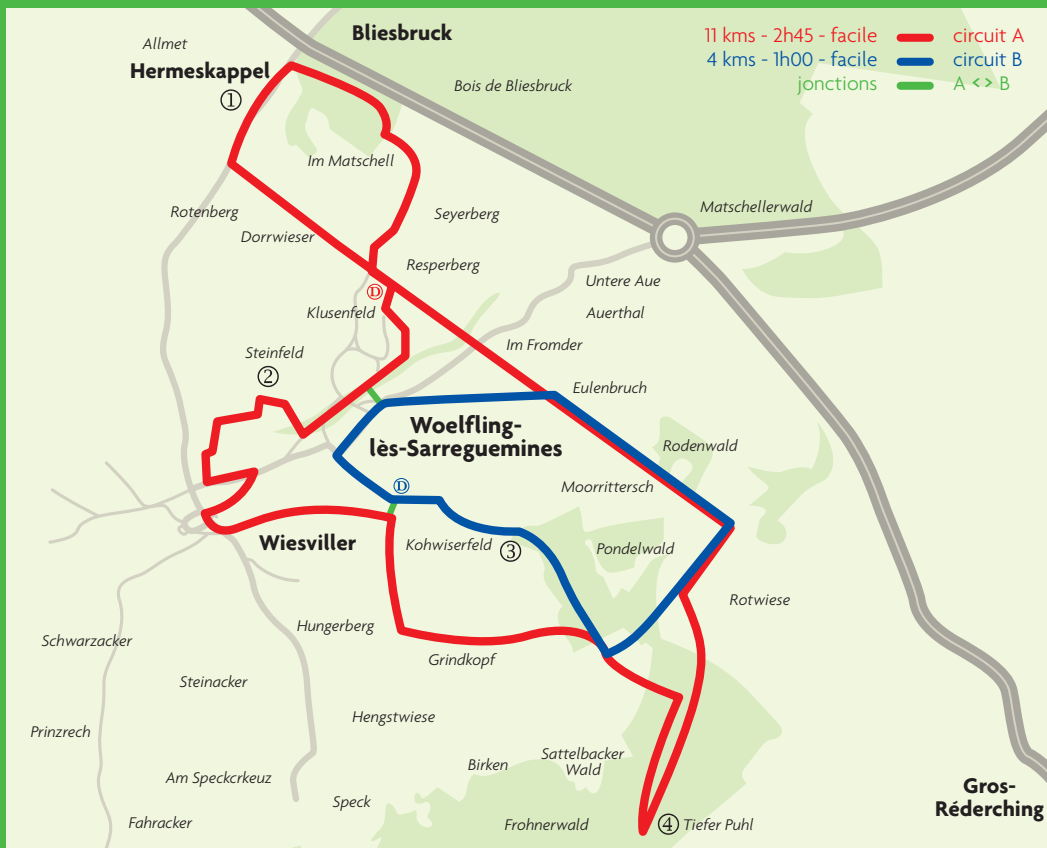 Bliesbruck
11 kms - 2h45 - facile circuit A
4 kms - 1h00 - facile circuit B
jonctions A <> B
Allmet
Hermeskappel
①
Bois de Bliesbruck
Im Matschell
Rotenberg
Dorrwieser
Seyerberg
Matschellerwald
Resperberg
Ⓓ
Klusenfeld
Untere Aue
Auerthal
Im Fromder
Steinfeld
②
Eulenbruch
Woelfling-
lès-Sarreguemines
Rodenwald
Moorrittersch
Ⓓ
Wiesviller
Kohwiserfeld
③
Pondelwald
Rotwiese
Hungerberg
Schwarzacker
Grindkopf
Steinacker
Hengstwiese
Prinzrech
Sattelbacker
Wald
Birken
Am Speckcrkeuz
Speck
Gros-
Réderching
Fahracker
Frohnerwald
④ Tiefer Puhl